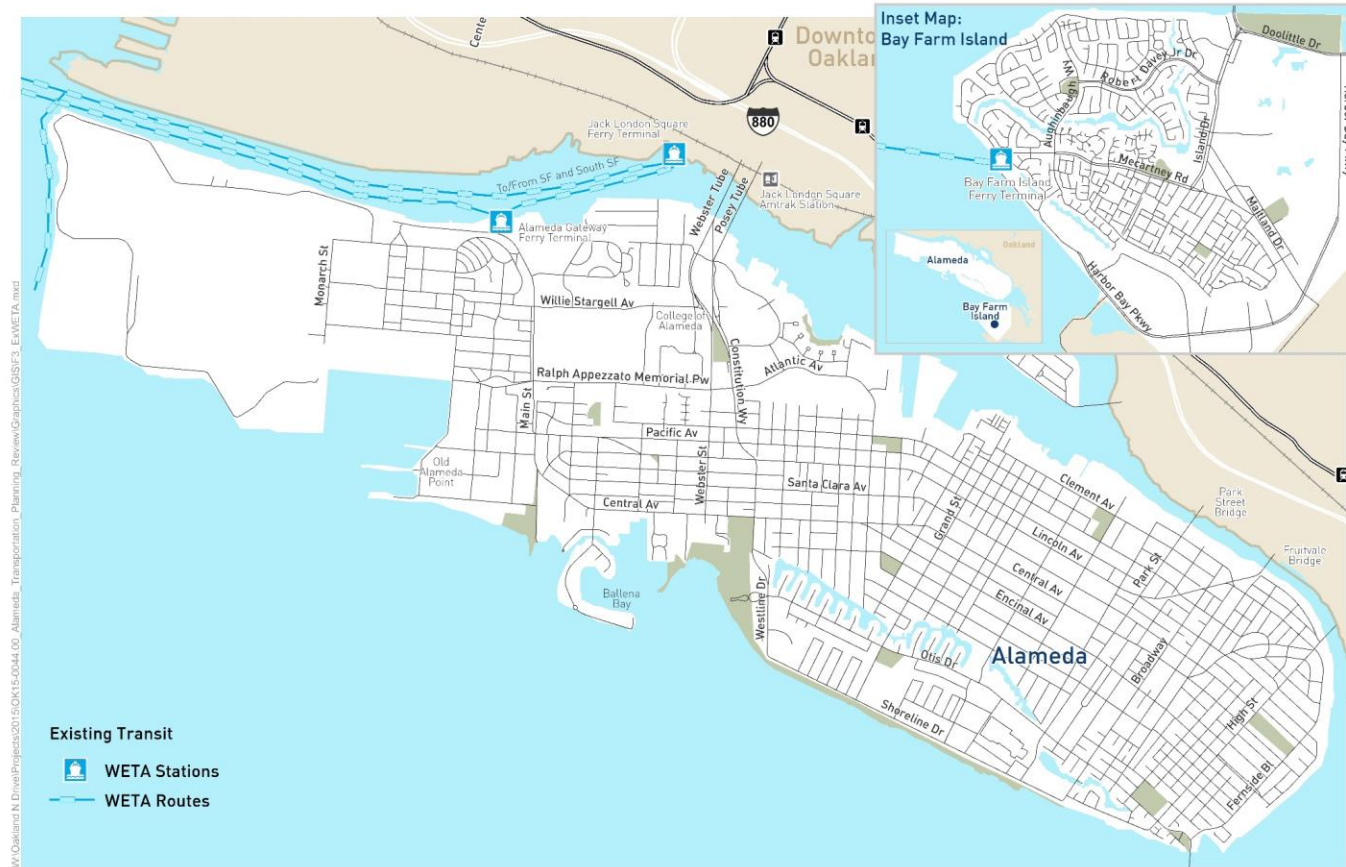 Inset Map:
Bay Farm Island
Doolittle Dr
Robert Davey Jr Dr
Aughinbaugh Wy
Island Dr
Mecartney Rd
Maitland Dr
Harbor Bay Pkwy
Bay Farm Island
Ferry Terminal
Oakland
Alameda
Bay Farm
Island
Cente
Downto
Oaklan
880
Jack London Square
Ferry Terminal
To/From SF and South SF
Jack London Square
Amtrak Station
Webster Tube
Posey Tube
Alameda Gateway
Ferry Terminal
Monarch St
Willie Stargell Av
College of
Alameda
Constitution Wy
Atlantic Av
Ralph Appezzato Memorial Pw
Main St
Pacific Av
Webster St
Old
Alameda
Point
Santa Clara Av
Central Av
Grand St
Clement Av
Lincoln Av
Park St
Park
Street
Bridge
Fruitvale
Bridge
Central Av
Encinal Av
Ballena
Bay
Westline Dr
Otis Dr
Alameda
Broadway
High St
Shoreline Dr
Fernside Bl
Existing Transit
WETA Stations
WETA Routes